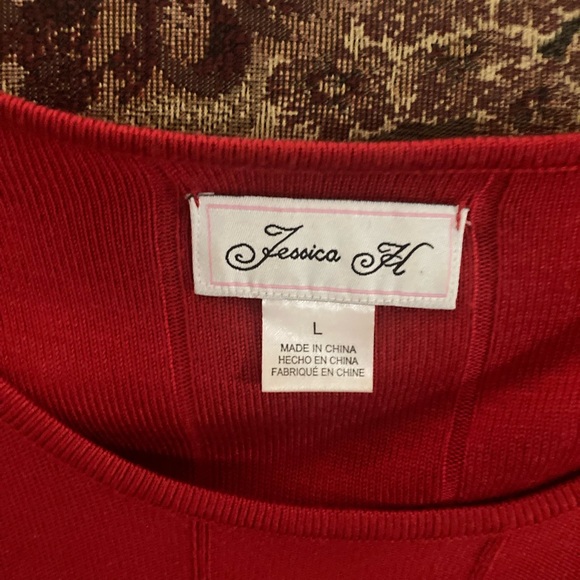 Jessica H
L
MADE IN CHINA
HECHO EN CHINA
FABRIQUÉ EN CHINE